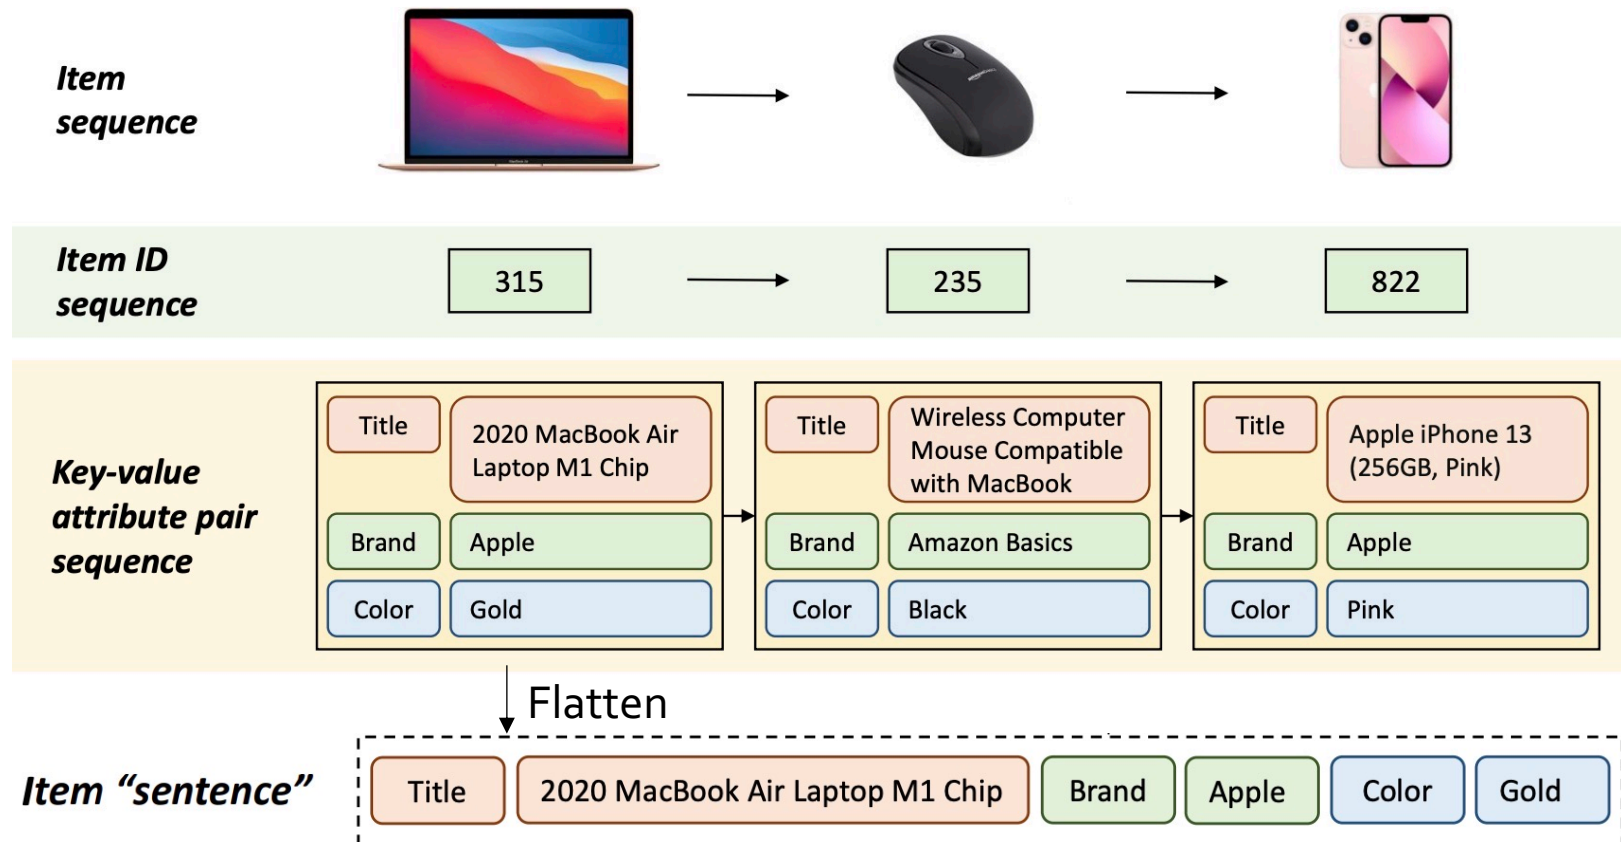 Item
sequence
Item ID
sequence
315
235
822
Key-value
attribute pair
sequence
Title
2020 MacBook Air
Laptop M1 Chip
Brand
Apple
Color
Gold
Title
Wireless Computer
Mouse Compatible
with MacBook
Brand
Amazon Basics
Color
Black
Title
Apple iPhone 13
(256GB, Pink)
Brand
Apple
Color
Pink
Flatten
Item “sentence”
Title
2020 MacBook Air Laptop M1 Chip
Brand
Apple
Color
Gold